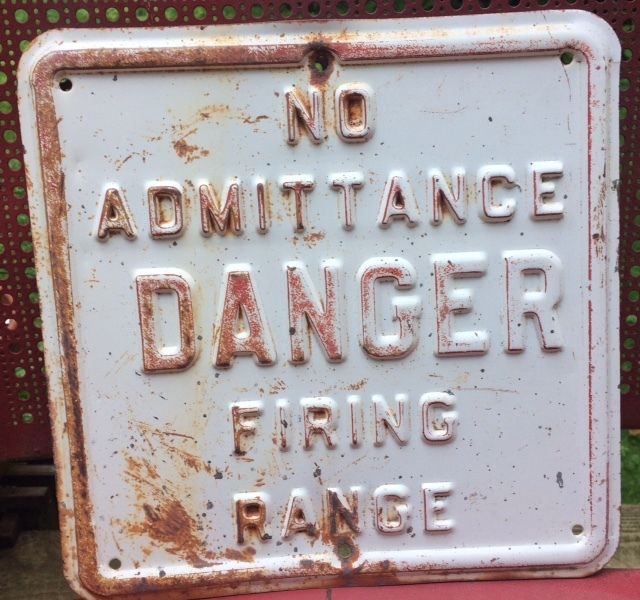 NO
ADMITTANCE
DANGER
FIRING
RANGE